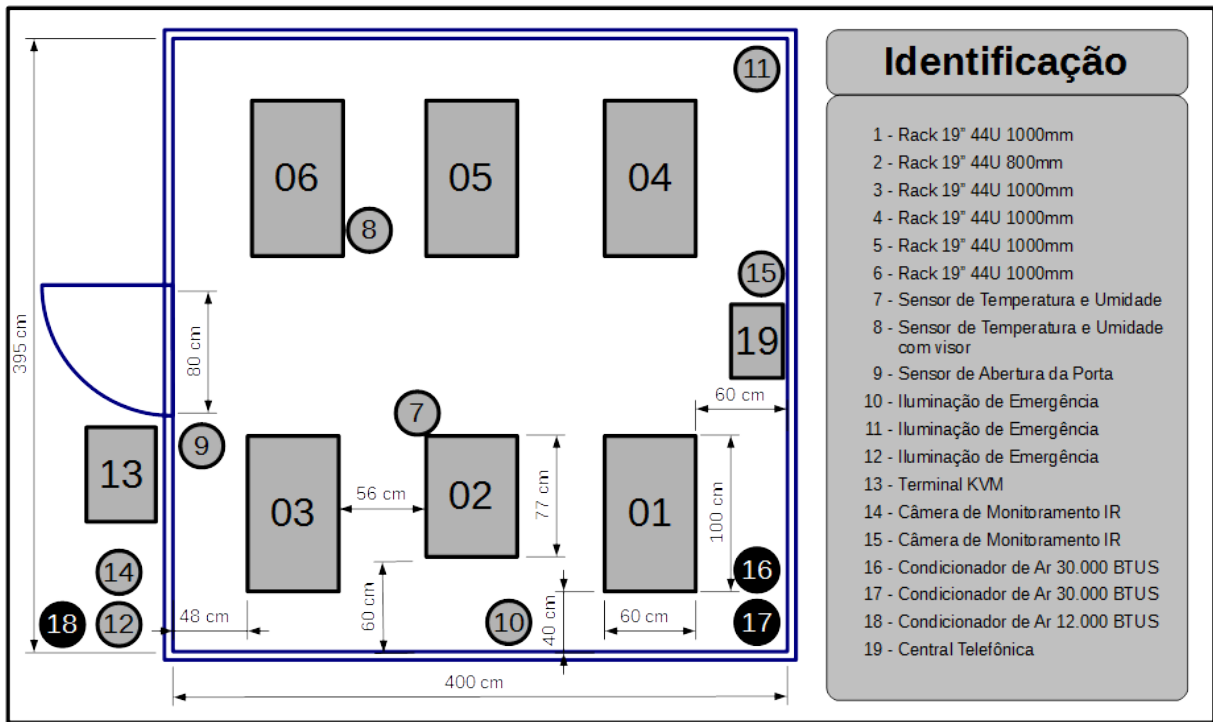 11
06
05
04
8
15
395 cm
80 cm
19
60 cm
7
9
13
56 cm
03
02
01
77 cm
100 cm
14
16
18
12
48 cm
60 cm
10
40 cm
60 cm
17
400 cm
Identificação
1 - Rack 19” 44U 1000mm
2 - Rack 19” 44U 800mm
3 - Rack 19” 44U 1000mm
4 - Rack 19” 44U 1000mm
5 - Rack 19” 44U 1000mm
6 - Rack 19” 44U 1000mm
7 - Sensor de Temperatura e Umidade
8 - Sensor de Temperatura e Umidade
com visor
9 - Sensor de Abertura da Porta
10 - Iluminação de Emergência
11 - Iluminação de Emergência
12 - Iluminação de Emergência
13 - Terminal KVM
14 - Câmera de Monitoramento IR
15 - Câmera de Monitoramento IR
16 - Condicionador de Ar 30.000 BTUS
17 - Condicionador de Ar 30.000 BTUS
18 - Condicionador de Ar 12.000 BTUS
19 - Central Telefônica